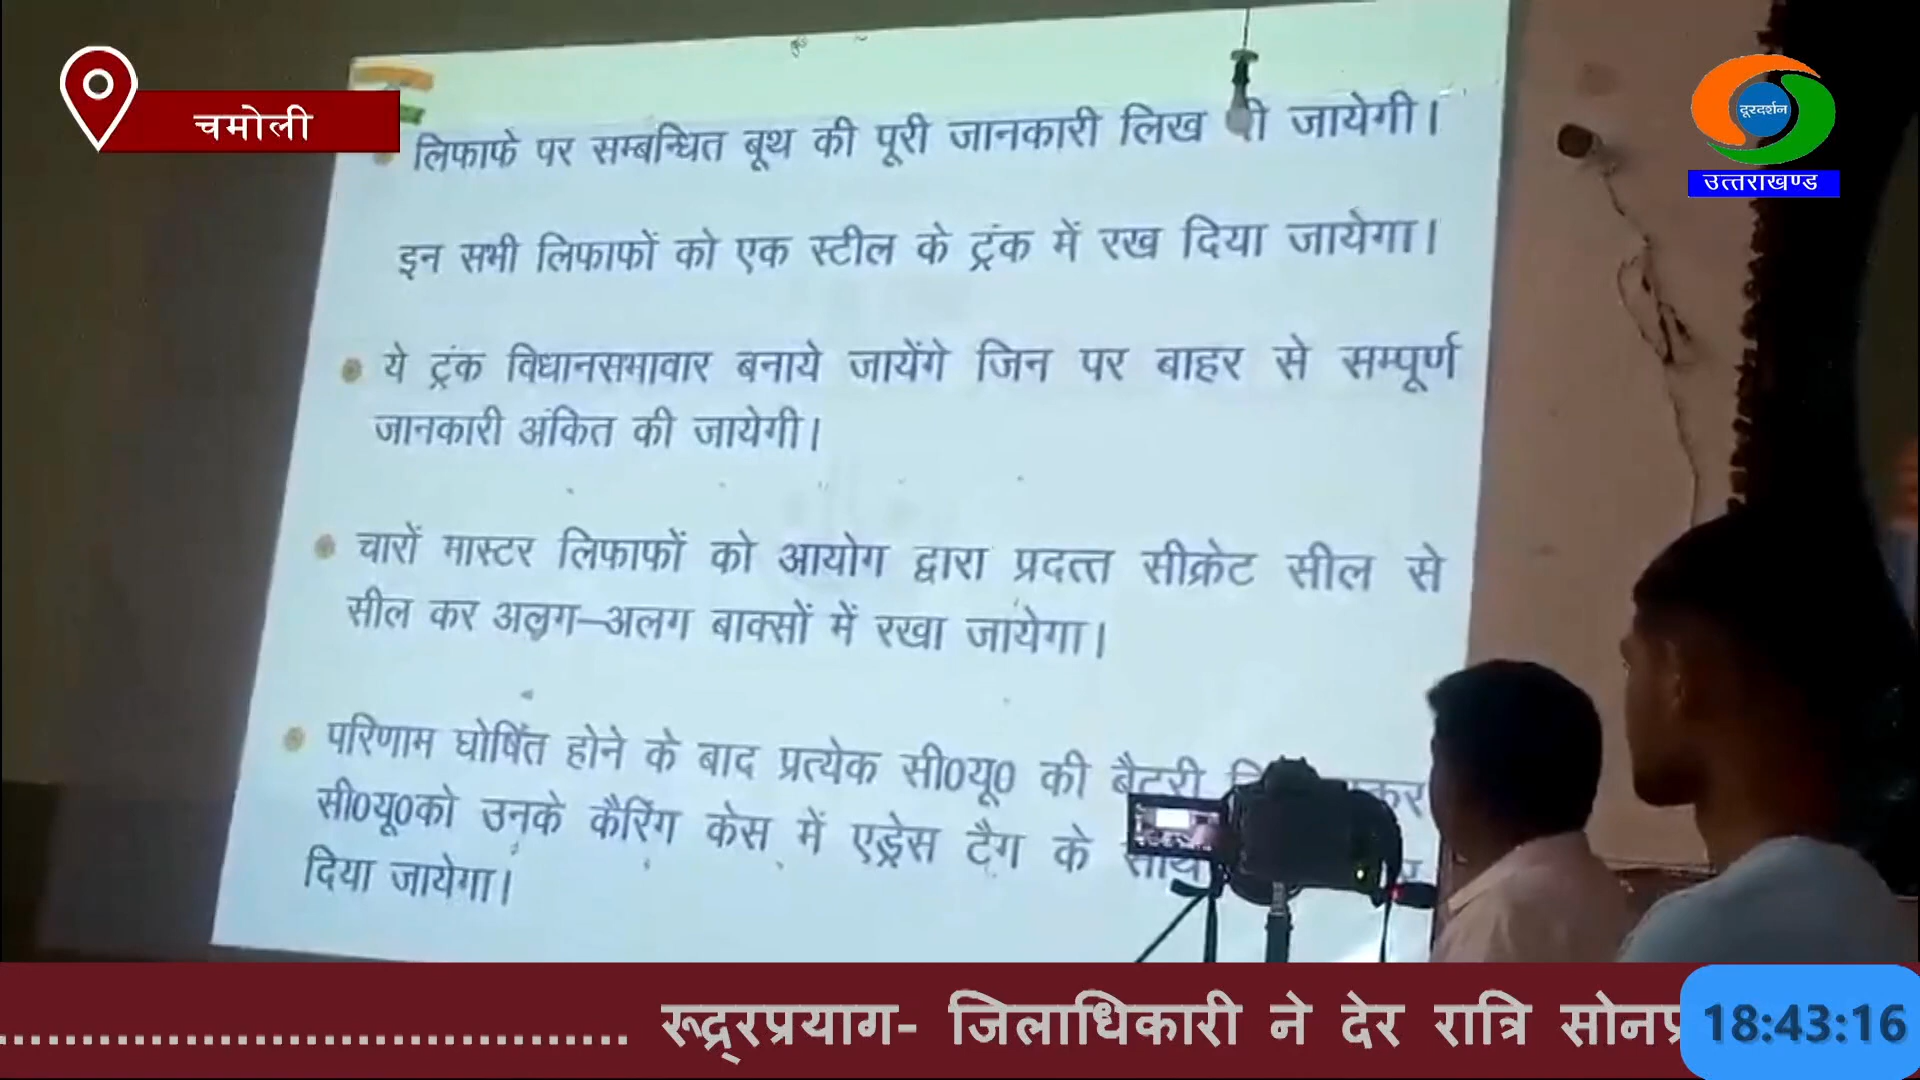 चमोली
दूरदर्शन
उत्तराखण्ड
लिफाफे पर सम्बन्धित बूथ की पूरी जानकारी लिख जायेगी।
इन सभी लिफाफों को एक स्टील के ट्रंक में रख दिया जायेगा।
ये ट्रंक विधानसभावार बनाये जायेंगे जिन पर बाहर से सम्पूर्ण
जानकारी अंकित की जायेगी।
चारों मास्टर लिफाफों को आयोग द्वारा प्रदत्त सीक्रेट सील से
सील कर अलग–अलग बाक्सों में रखा जायेगा।
परिणाम घोषित होने के बाद प्रत्येक सी0यू0 की बैटरी
सी0यू0को उनके कैरिंग केस में एड्रेस टैग के
दिया जायेगा।
रूद्र्रप्रयाग- जिलाधिकारी ने देर रात्रि सोनप्र
18:43:16